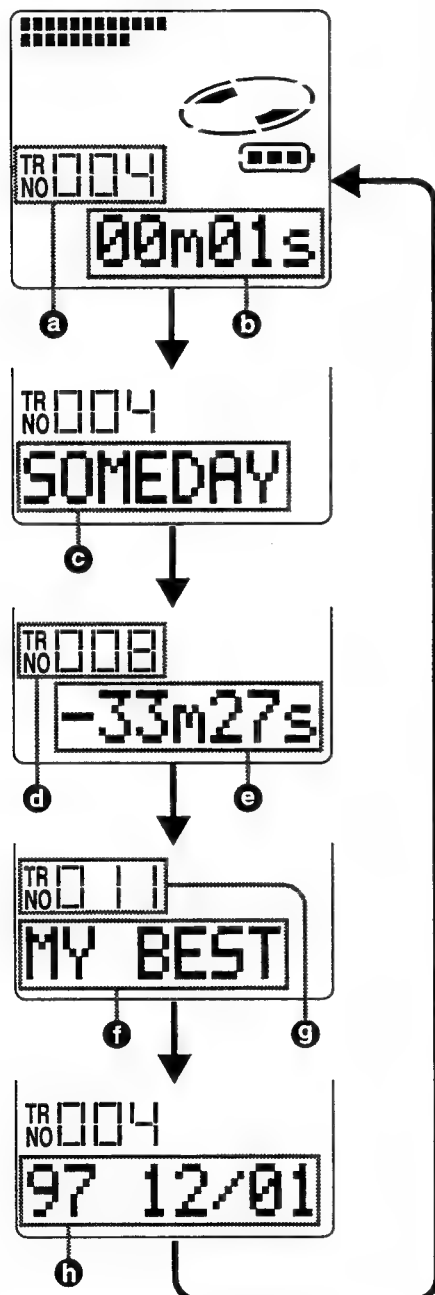 TR NO 004
00m01s
a b
TR NO 004
SOMEDAY
c
TR NO 008
-33m27s
d e
TR NO 011
MY BEST
f g
TR NO 004
97 12/01
h